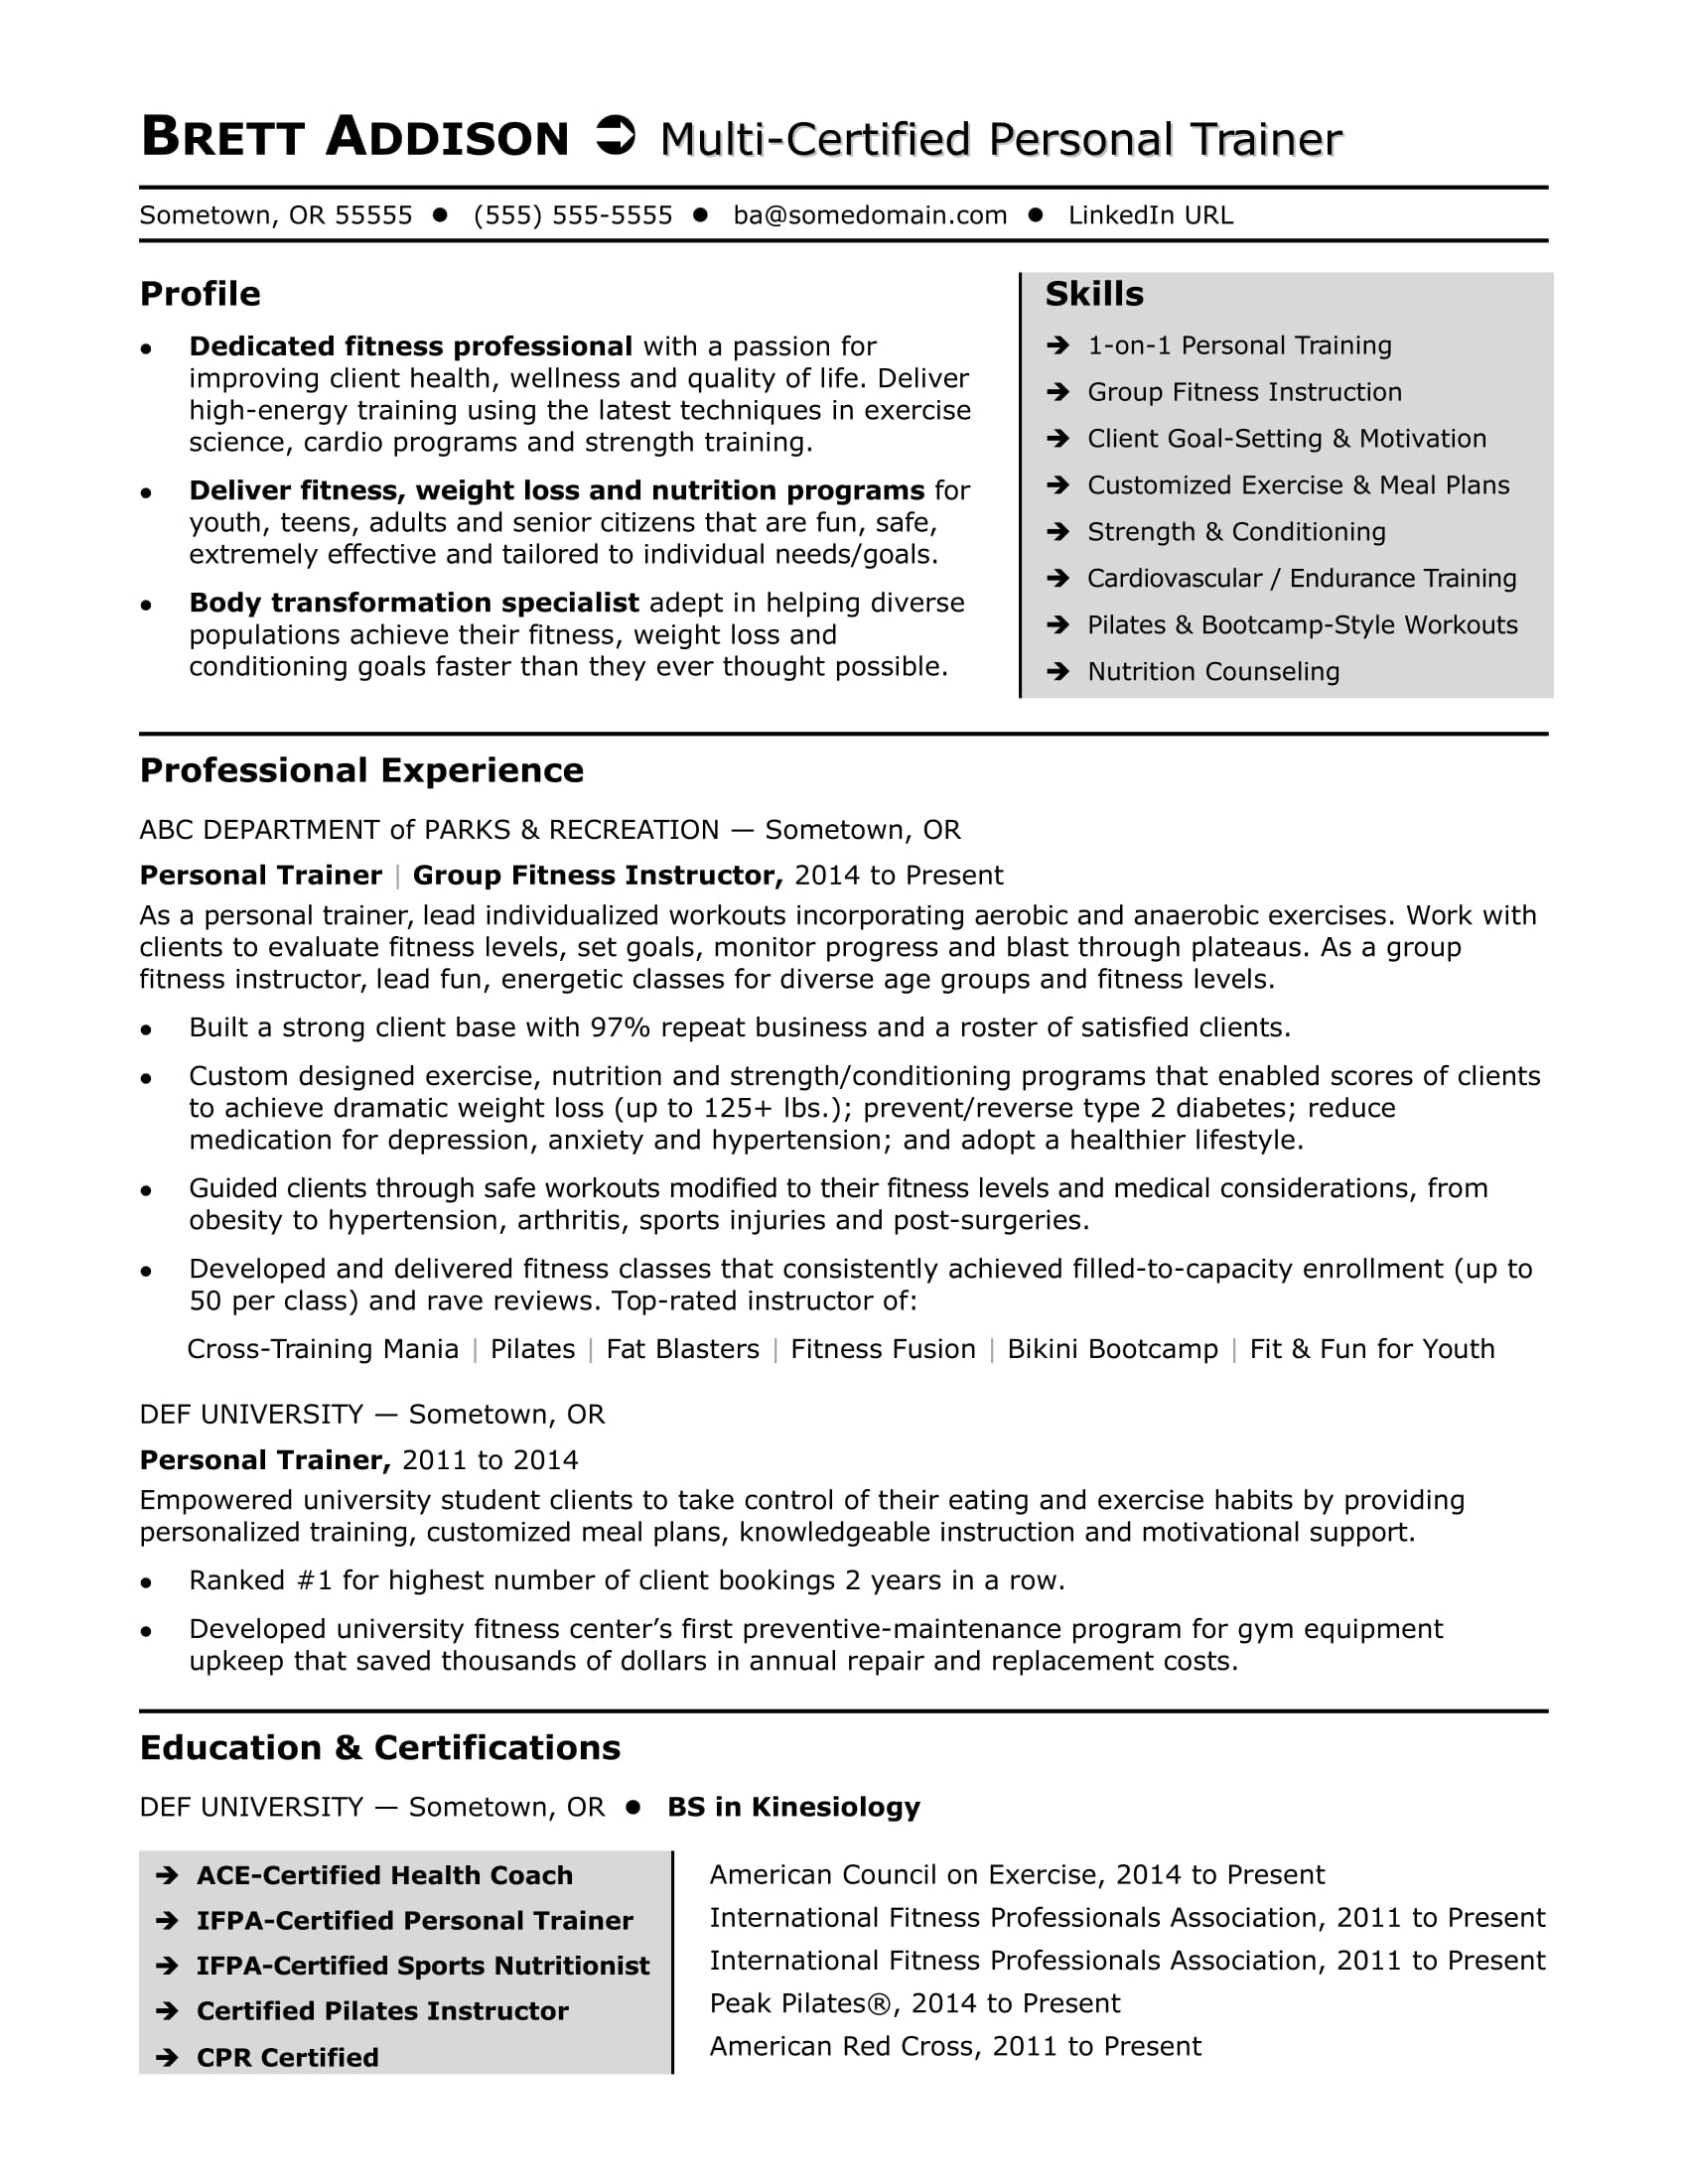 BRETT ADDISON ➲ Multi-Certified Personal Trainer
Sometown, OR 55555 ● (555) 555-5555 ● ba@somedomain.com ● LinkedIn URL
Profile
● Dedicated fitness professional with a passion for
improving client health, wellness and quality of life. Deliver
high-energy training using the latest techniques in exercise
science, cardio programs and strength training.
● Deliver fitness, weight loss and nutrition programs for
youth, teens, adults and senior citizens that are fun, safe,
extremely effective and tailored to individual needs/goals.
● Body transformation specialist adept in helping diverse
populations achieve their fitness, weight loss and
conditioning goals faster than they ever thought possible.
Skills
➔ 1-on-1 Personal Training
➔ Group Fitness Instruction
➔ Client Goal-Setting & Motivation
➔ Customized Exercise & Meal Plans
➔ Strength & Conditioning
➔ Cardiovascular / Endurance Training
➔ Pilates & Bootcamp-Style Workouts
➔ Nutrition Counseling
Professional Experience
ABC DEPARTMENT of PARKS & RECREATION — Sometown, OR
Personal Trainer | Group Fitness Instructor, 2014 to Present
As a personal trainer, lead individualized workouts incorporating aerobic and anaerobic exercises. Work with
clients to evaluate fitness levels, set goals, monitor progress and blast through plateaus. As a group
fitness instructor, lead fun, energetic classes for diverse age groups and fitness levels.
● Built a strong client base with 97% repeat business and a roster of satisfied clients.
● Custom designed exercise, nutrition and strength/conditioning programs that enabled scores of clients
to achieve dramatic weight loss (up to 125+ lbs.); prevent/reverse type 2 diabetes; reduce
medication for depression, anxiety and hypertension; and adopt a healthier lifestyle.
● Guided clients through safe workouts modified to their fitness levels and medical considerations, from
obesity to hypertension, arthritis, sports injuries and post-surgeries.
● Developed and delivered fitness classes that consistently achieved filled-to-capacity enrollment (up to
50 per class) and rave reviews. Top-rated instructor of:
Cross-Training Mania | Pilates | Fat Blasters | Fitness Fusion | Bikini Bootcamp | Fit & Fun for Youth
DEF UNIVERSITY — Sometown, OR
Personal Trainer, 2011 to 2014
Empowered university student clients to take control of their eating and exercise habits by providing
personalized training, customized meal plans, knowledgeable instruction and motivational support.
● Ranked #1 for highest number of client bookings 2 years in a row.
● Developed university fitness center’s first preventive-maintenance program for gym equipment
upkeep that saved thousands of dollars in annual repair and replacement costs.
Education & Certifications
DEF UNIVERSITY — Sometown, OR ● BS in Kinesiology
➔ ACE-Certified Health Coach American Council on Exercise, 2014 to Present
➔ IFPA-Certified Personal Trainer International Fitness Professionals Association, 2011 to Present
➔ IFPA-Certified Sports Nutritionist International Fitness Professionals Association, 2011 to Present
➔ Certified Pilates Instructor Peak Pilates®, 2014 to Present
➔ CPR Certified American Red Cross, 2011 to Present